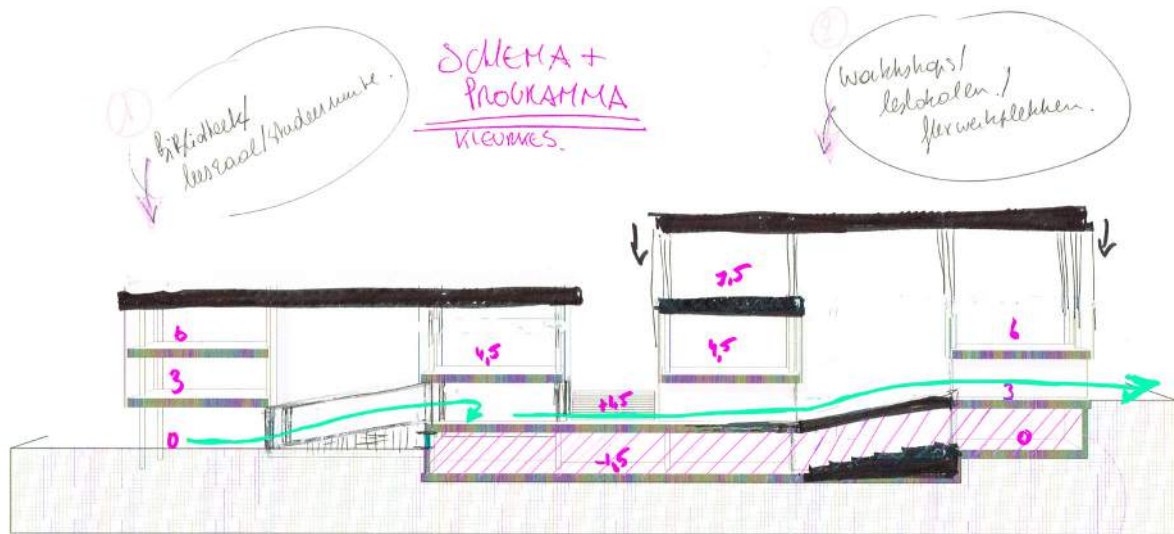 SCHEMA +
PROGRAMMA
KLEURKES.
1
Bibliotheek/
leeszaal/studeerruimte.
2
Workshops/
leslokalen./
flexwerkplekken.
7,5
6
4,5
4,5
6
3
+1,5
3
0
-1,5
0